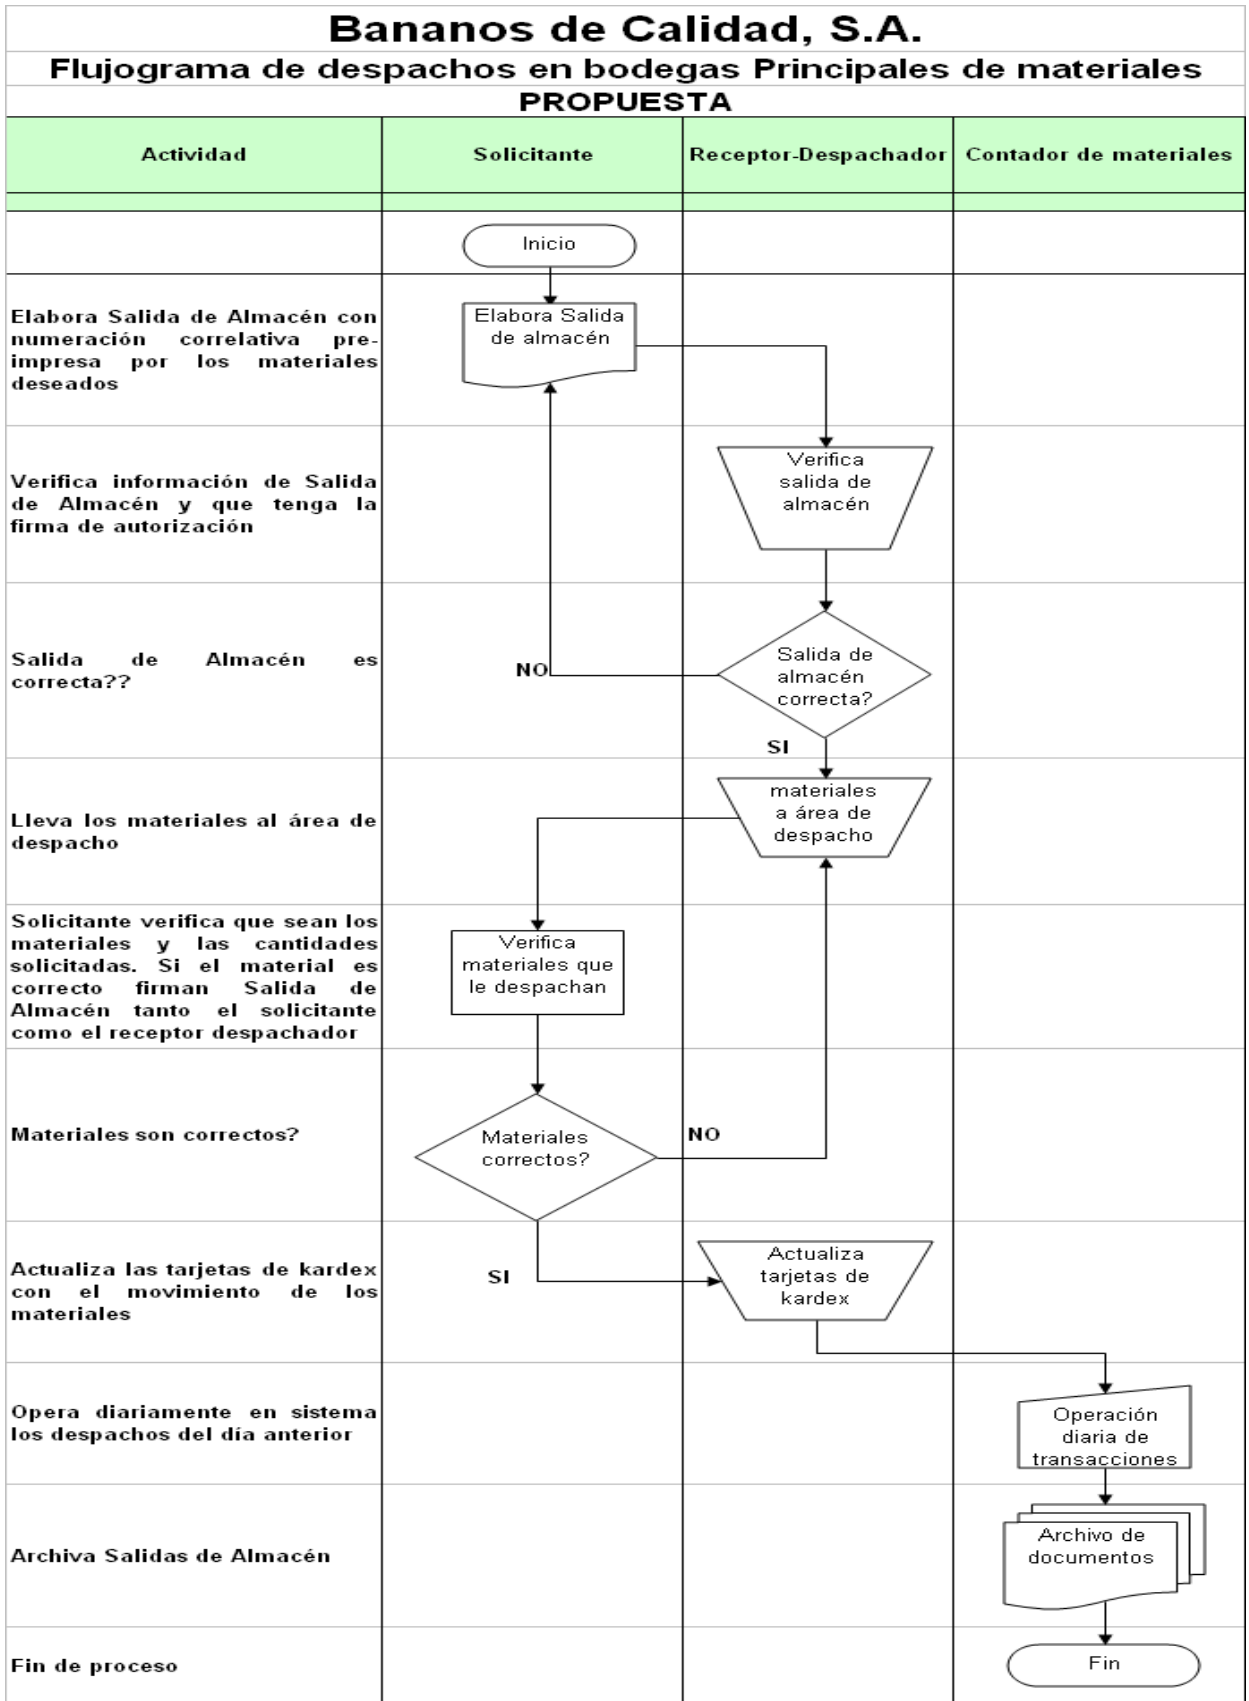 Bananos de Calidad, S.A.
Flujograma de despachos en bodegas Principales de materiales
PROPUESTA
Actividad
Solicitante
Receptor-Despachador
Contador de materiales
Inicio
Elabora Salida de Almacén con
numeración correlativa pre-
impresa por los materiales
deseados
Elabora Salida
de almacén
Verifica información de Salida
de Almacén y que tenga la
firma de autorización
Verifica
salida de
almacén
Salida de Almacén es
correcta??
NO
Salida de
almacén
correcta?
SI
Lleva los materiales al área de
despacho
materiales
a área de
despacho
Solicitante verifica que sean los
materiales y las cantidades
solicitadas. Si el material es
correcto firman Salida de
Almacén tanto el solicitante
como el receptor despachador
Verifica
materiales que
le despachan
Materiales son correctos?
Materiales
correctos?
NO
Actualiza las tarjetas de kardex
con el movimiento de los
materiales
SI
Actualiza
tarjetas de
kardex
Opera diariamente en sistema
los despachos del día anterior
Operación
diaria de
transacciones
Archiva Salidas de Almacén
Archivo de
documentos
Fin de proceso
Fin